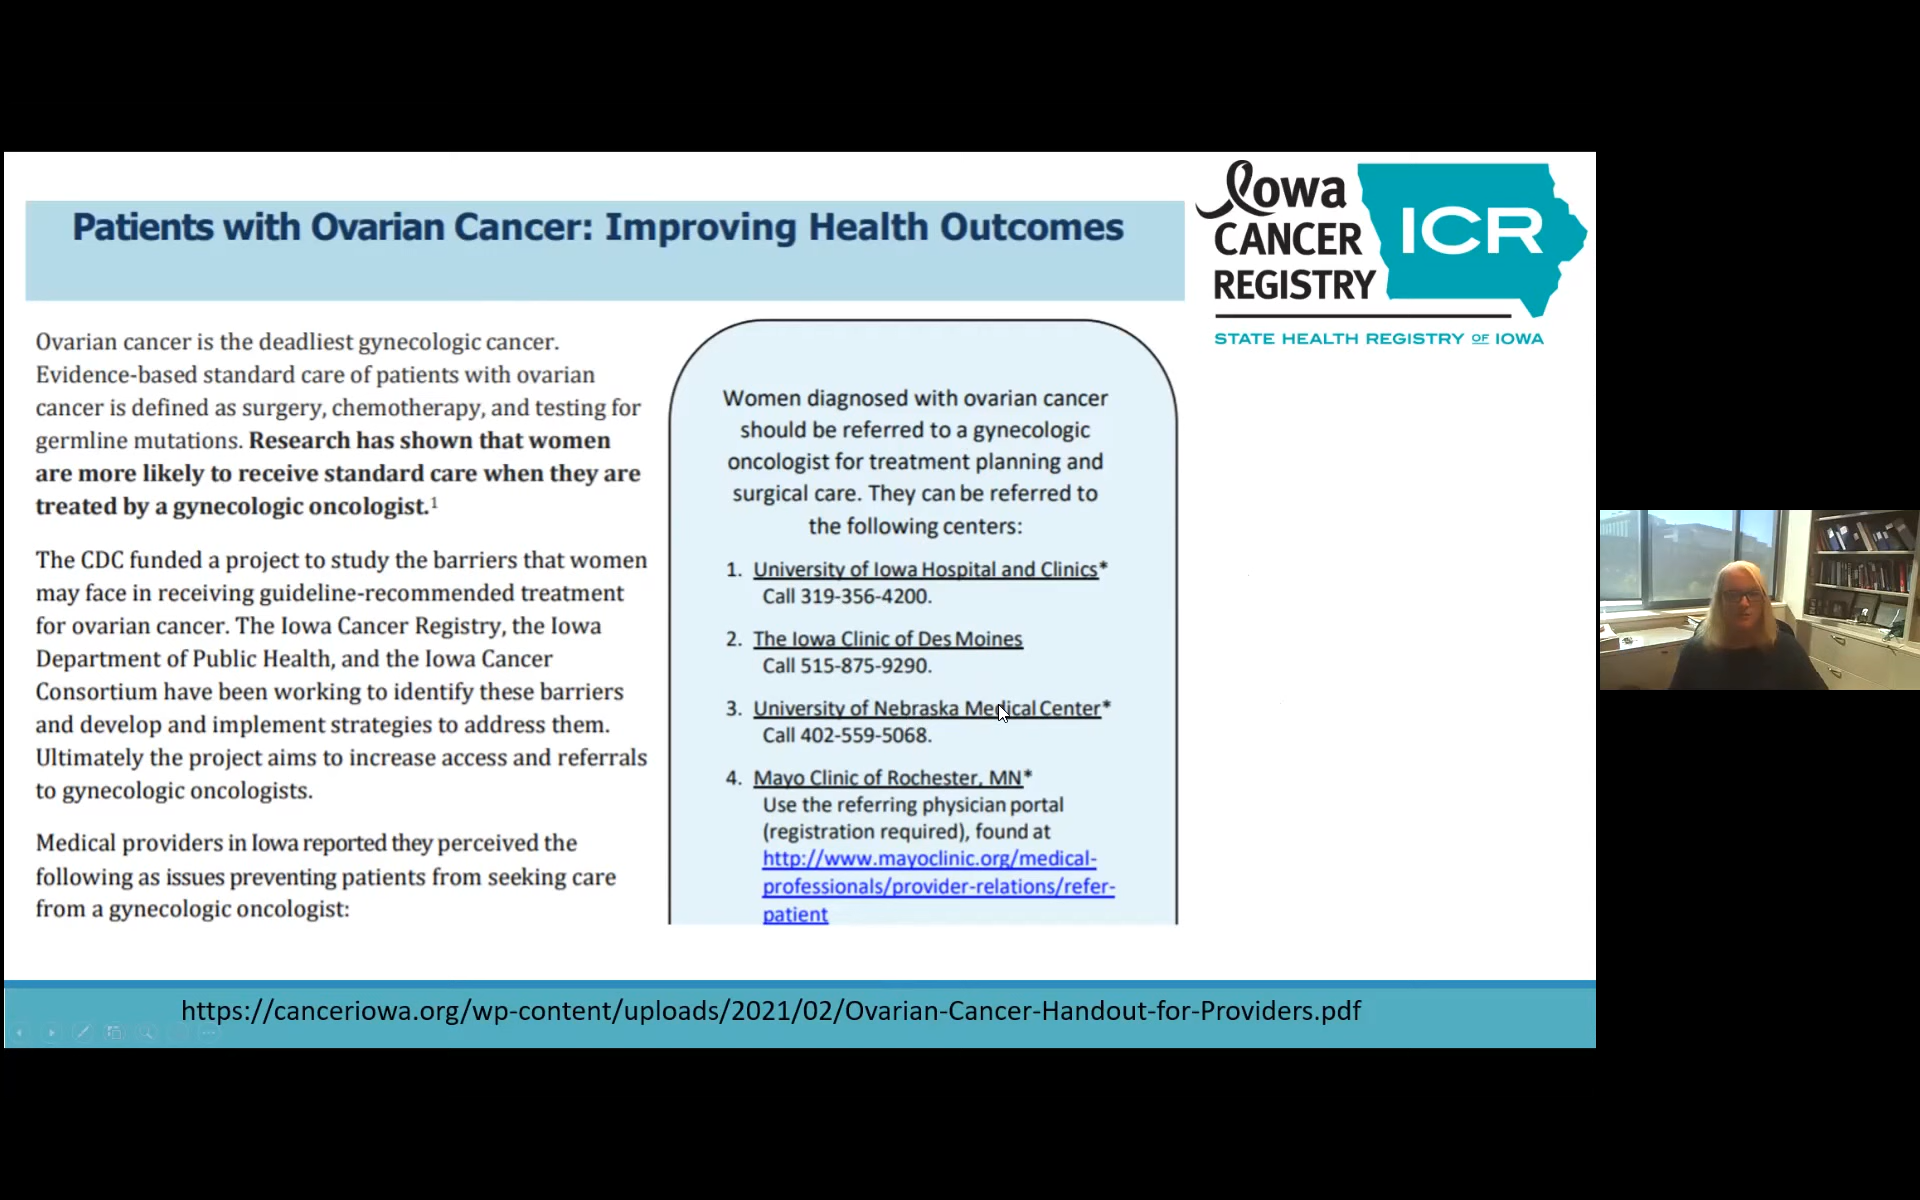 Patients with Ovarian Cancer: Improving Health Outcomes
Iowa
CANCER
REGISTRY
ICR
STATE HEALTH REGISTRY OF IOWA
Ovarian cancer is the deadliest gynecologic cancer.
Evidence-based standard care of patients with ovarian
cancer is defined as surgery, chemotherapy, and testing for
germline mutations. Research has shown that women
are more likely to receive standard care when they are
treated by a gynecologic oncologist.1
The CDC funded a project to study the barriers that women
may face in receiving guideline-recommended treatment
for ovarian cancer. The Iowa Cancer Registry, the Iowa
Department of Public Health, and the Iowa Cancer
Consortium have been working to identify these barriers
and develop and implement strategies to address them.
Ultimately the project aims to increase access and referrals
to gynecologic oncologists.
Medical providers in Iowa reported they perceived the
following as issues preventing patients from seeking care
from a gynecologic oncologist:
Women diagnosed with ovarian cancer
should be referred to a gynecologic
oncologist for treatment planning and
surgical care. They can be referred to
the following centers:
1. University of Iowa Hospital and Clinics*
Call 319-356-4200.
2. The Iowa Clinic of Des Moines
Call 515-875-9290.
3. University of Nebraska Medical Center*
Call 402-559-5068.
4. Mayo Clinic of Rochester, MN*
Use the referring physician portal
(registration required), found at
http://www.mayoclinic.org/medical-
professionals/provider-relations/refer-
patient
https://canceriowa.org/wp-content/uploads/2021/02/Ovarian-Cancer-Handout-for-Providers.pdf